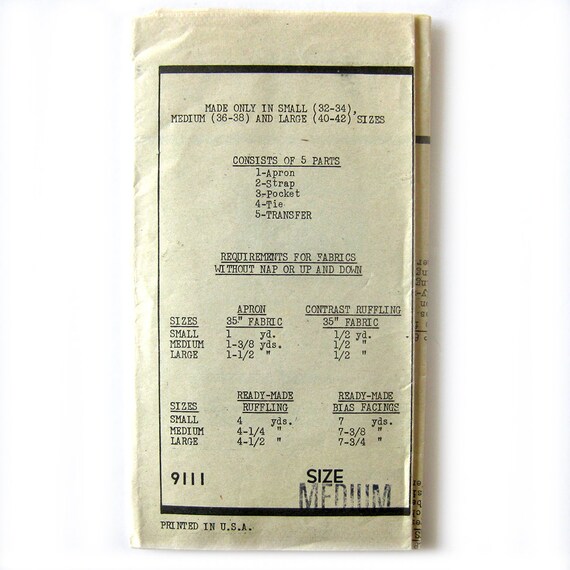 MADE ONLY IN SMALL (32-34),
MEDIUM (36-38) AND LARGE (40-42) SIZES
CONSISTS OF 5 PARTS
1-Apron
2-Strap
3-Pocket
4-Tie
5-TRANSFER
REQUIREMENTS FOR FABRICS
WITHOUT NAP OR UP AND DOWN
APRON CONTRAST RUFFLING
SIZES 35" FABRIC 35" FABRIC
SMALL 1 yd. 1/2 yd.
MEDIUM 1-3/8 yds. 1/2 "
LARGE 1-1/2 " 1/2 "
READY-MADE READY-MADE
SIZES RUFFLING BIAS FACINGS
SMALL 4 yds. 7 yds.
MEDIUM 4-1/4 " 7-3/8 "
LARGE 4-1/2 " 7-3/4 "
9111 SIZE
MEDIUM
PRINTED IN U.S.A.